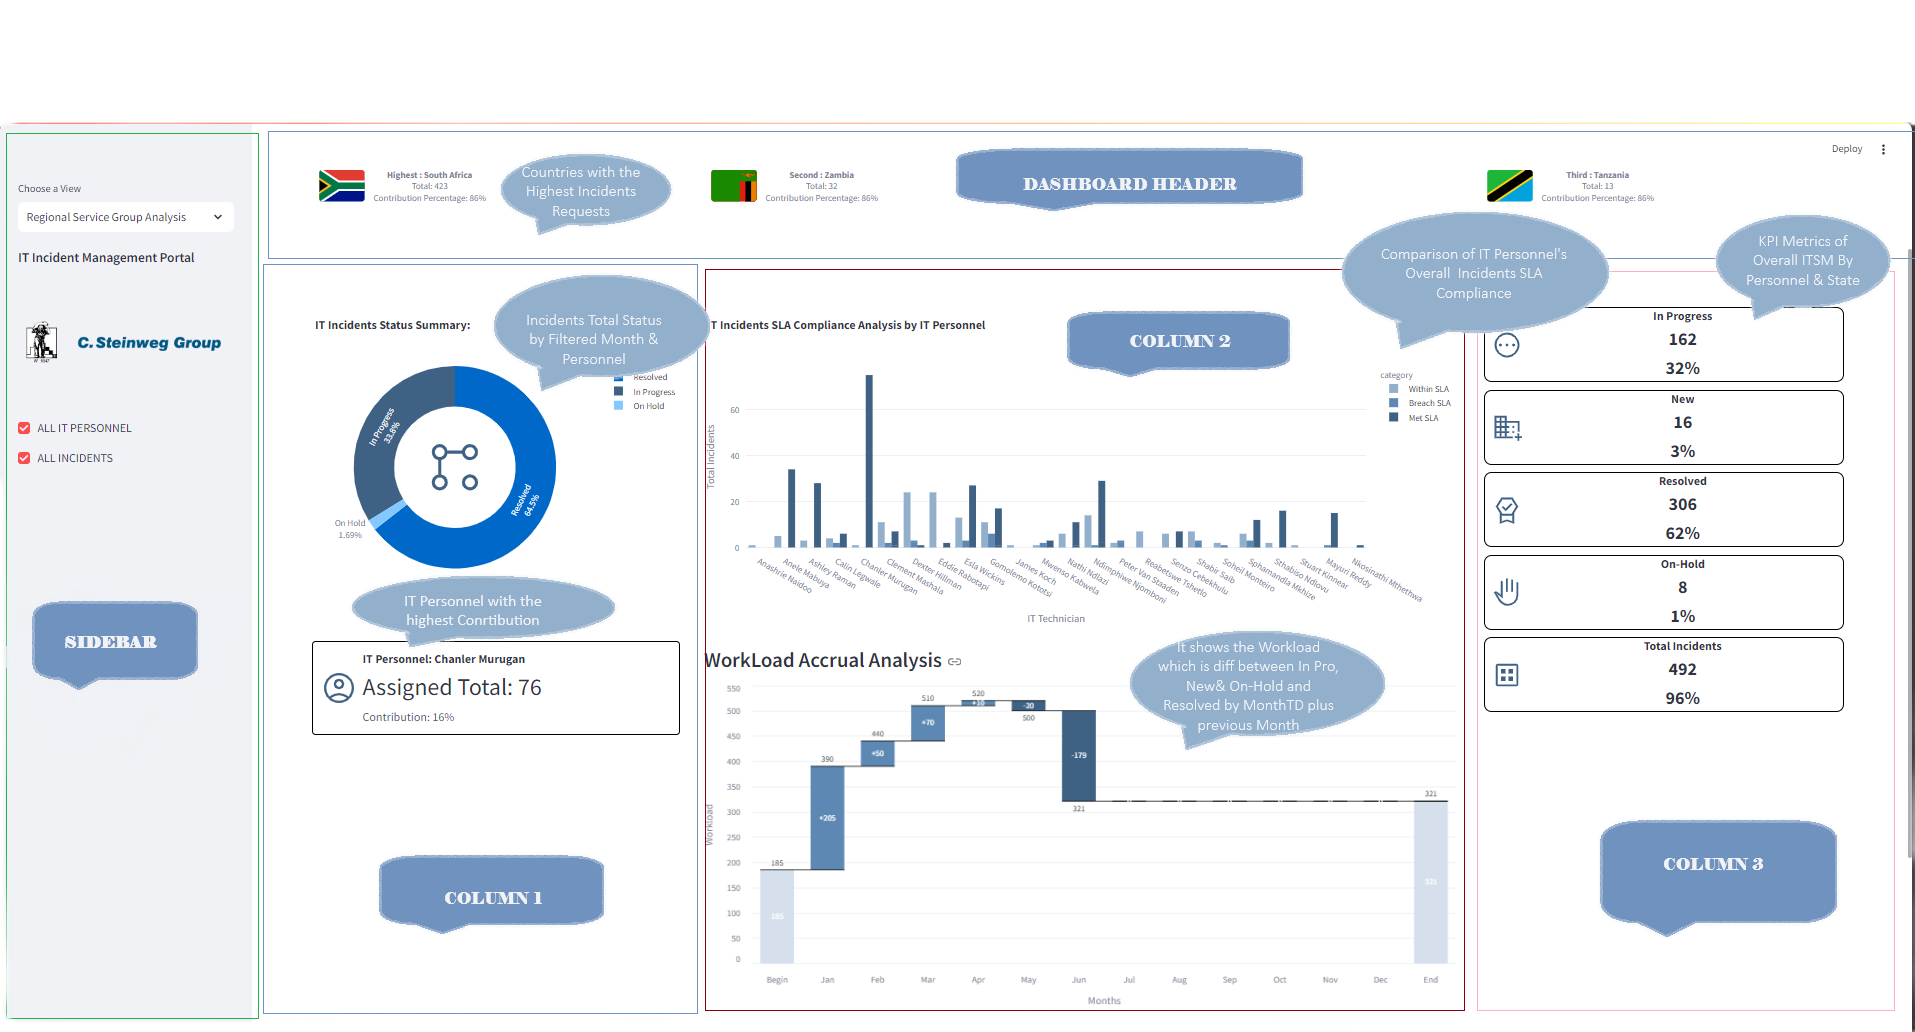 Deploy
Choose a View
Regional Service Group Analysis
IT Incident Management Portal
C. Steinweg Group
ALL IT PERSONNEL
ALL INCIDENTS
SIDEBAR
Highest : South Africa
Total: 423
Contribution Percentage: 86%
Countries with the
Highest Incidents
Requests
Second : Zambia
Total: 32
Contribution Percentage: 86%
DASHBOARD HEADER
Third : Tanzania
Total: 13
Contribution Percentage: 86%
IT Incidents Status Summary:
Incidents Total Status
by Filtered Month &
Personnel
Resolved
In Progress
On Hold
In Progress
33.8%
Resolved
64.5%
On Hold
1.69%
IT Personnel with the
highest Conrtibution
IT Personnel: Chanler Murugan
Assigned Total: 76
Contribution: 16%
COLUMN 1
T Incidents SLA Compliance Analysis by IT Personnel
COLUMN 2
Comparison of IT Personnel's
Overall Incidents SLA
Compliance
category
Within SLA
Breach SLA
Met SLA
Total Incidents
60
40
20
0
Anashrie Naidoo
Anele Mabuya
Ashley Raman
Calin Legwale
Chanler Murugan
Clement Mashala
Dexter Hillman
Eddie Rabotapi
Esla Wickins
Gomolemo Kototsi
James Koch
Mwenso Kabwela
Nathi Ndlazi
Ndimphiwe Njomboni
Peter Van Staaden
Reabetswe Tshetlo
Senzo Cebekhulu
Shabir Saib
Soheil Monteiro
Sphamandla Mkhize
Sthabiso Ndlovu
Stuart Kinnear
Mayuri Reddy
Nkosinathi Mthethwa
IT Technician
WorkLoad Accrual Analysis
It shows the Workload
which is diff between In Pro,
New& On-Hold and
Resolved by MonthTD plus
previous Month
Workload
550
500
450
400
350
300
250
200
150
100
50
0
185
185
390
+205
440
+50
510
+70
520
+10
-20
500
-179
321
321
321
Begin
Jan
Feb
Mar
Apr
May
Jun
Jul
Aug
Sep
Oct
Nov
Dec
End
Months
KPI Metrics of
Overall ITSM By
Personnel & State
In Progress
162
32%
New
16
3%
Resolved
306
62%
On-Hold
8
1%
Total Incidents
492
96%
COLUMN 3